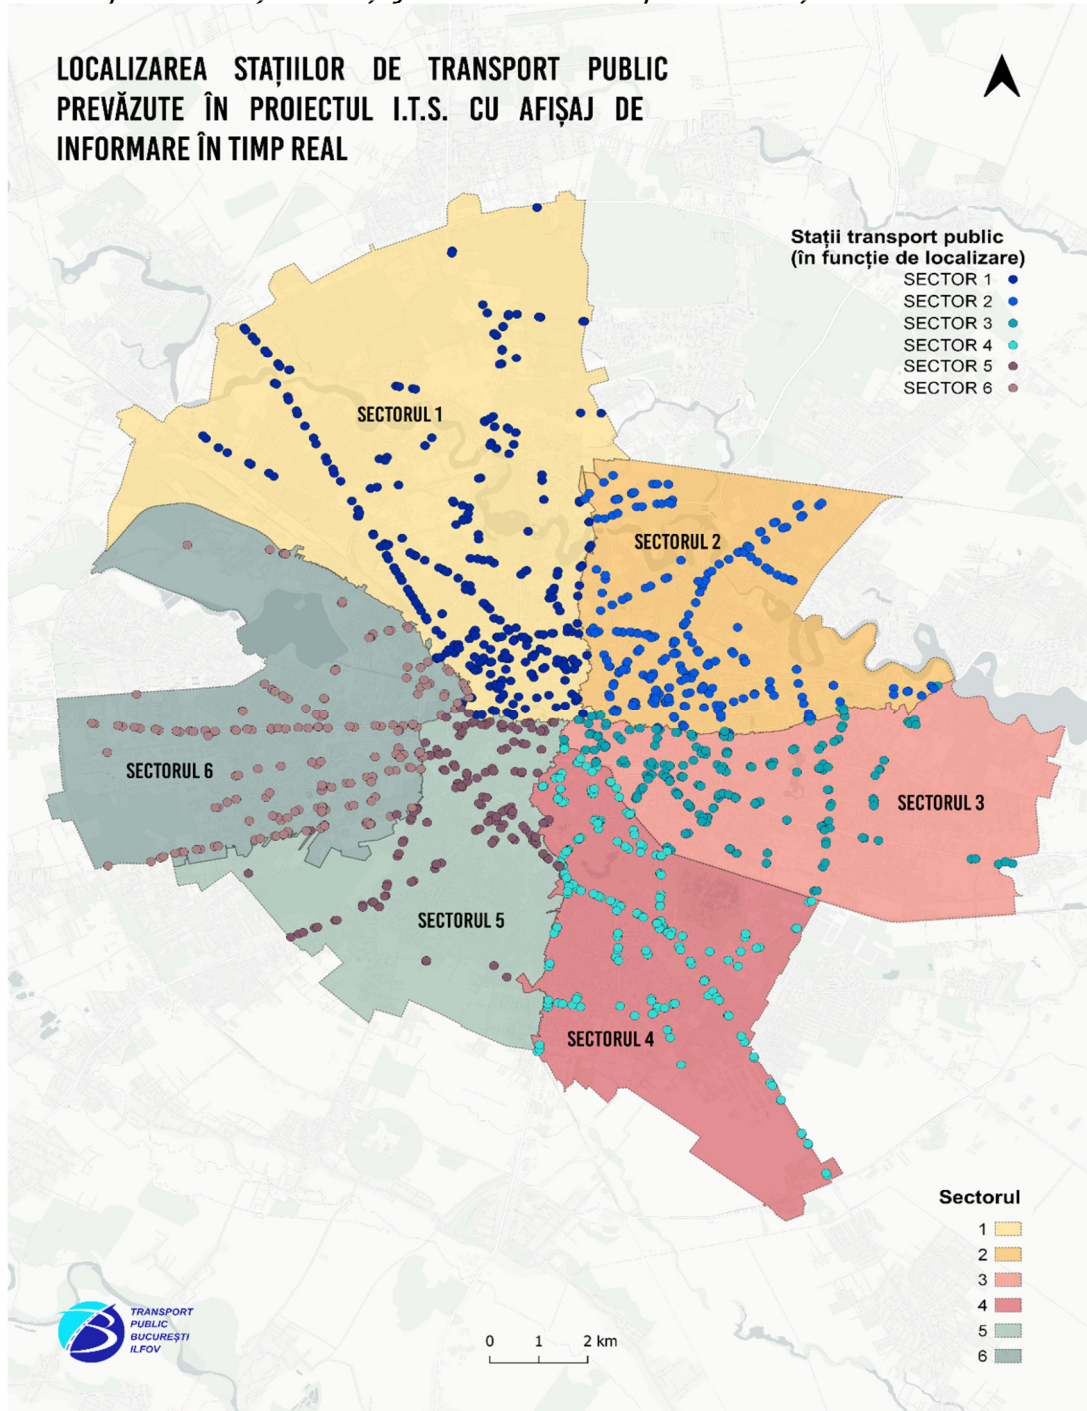 LOCALIZAREA STAȚIILOR DE TRANSPORT PUBLIC
PREVĂZUTE ÎN PROIECTUL I.T.S. CU AFIȘAJ DE
INFORMARE ÎN TIMP REAL
Stații transport public
(în funcție de localizare)
SECTOR 1
SECTOR 2
SECTOR 3
SECTOR 4
SECTOR 5
SECTOR 6
SECTORUL 1
SECTORUL 2
SECTORUL 6
SECTORUL 3
SECTORUL 5
SECTORUL 4
Sectorul
1
2
3
4
5
6
TRANSPORT
PUBLIC
BUCUREȘTI
ILFOV
0 1 2 km